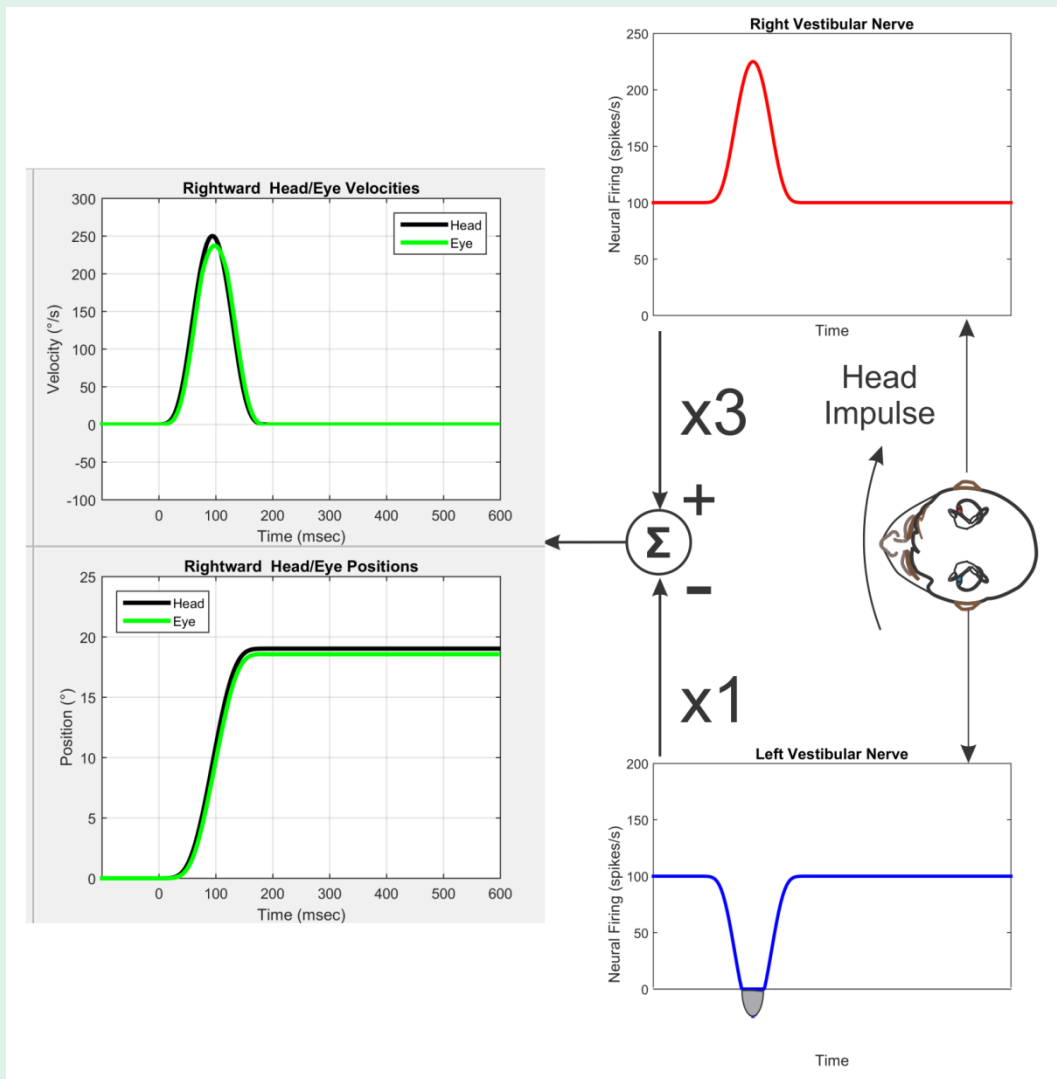 Rightward  Head/Eye Velocities
300
250
200
150
100
50
0
-50
-100
Velocity (°/s)
Head
Eye
0 100 200 300 400 500 600
Time (msec)
Rightward  Head/Eye Positions
25
20
15
10
5
0
Position (°)
Head
Eye
0 100 200 300 400 500 600
Time (msec)
Right Vestibular Nerve
250
200
150
100
50
0
Neural Firing (spikes/s)
Time
x3
+
Σ
-
x1
Head
Impulse
Left Vestibular Nerve
200
150
100
50
0
Neural Firing (spikes/s)
Time